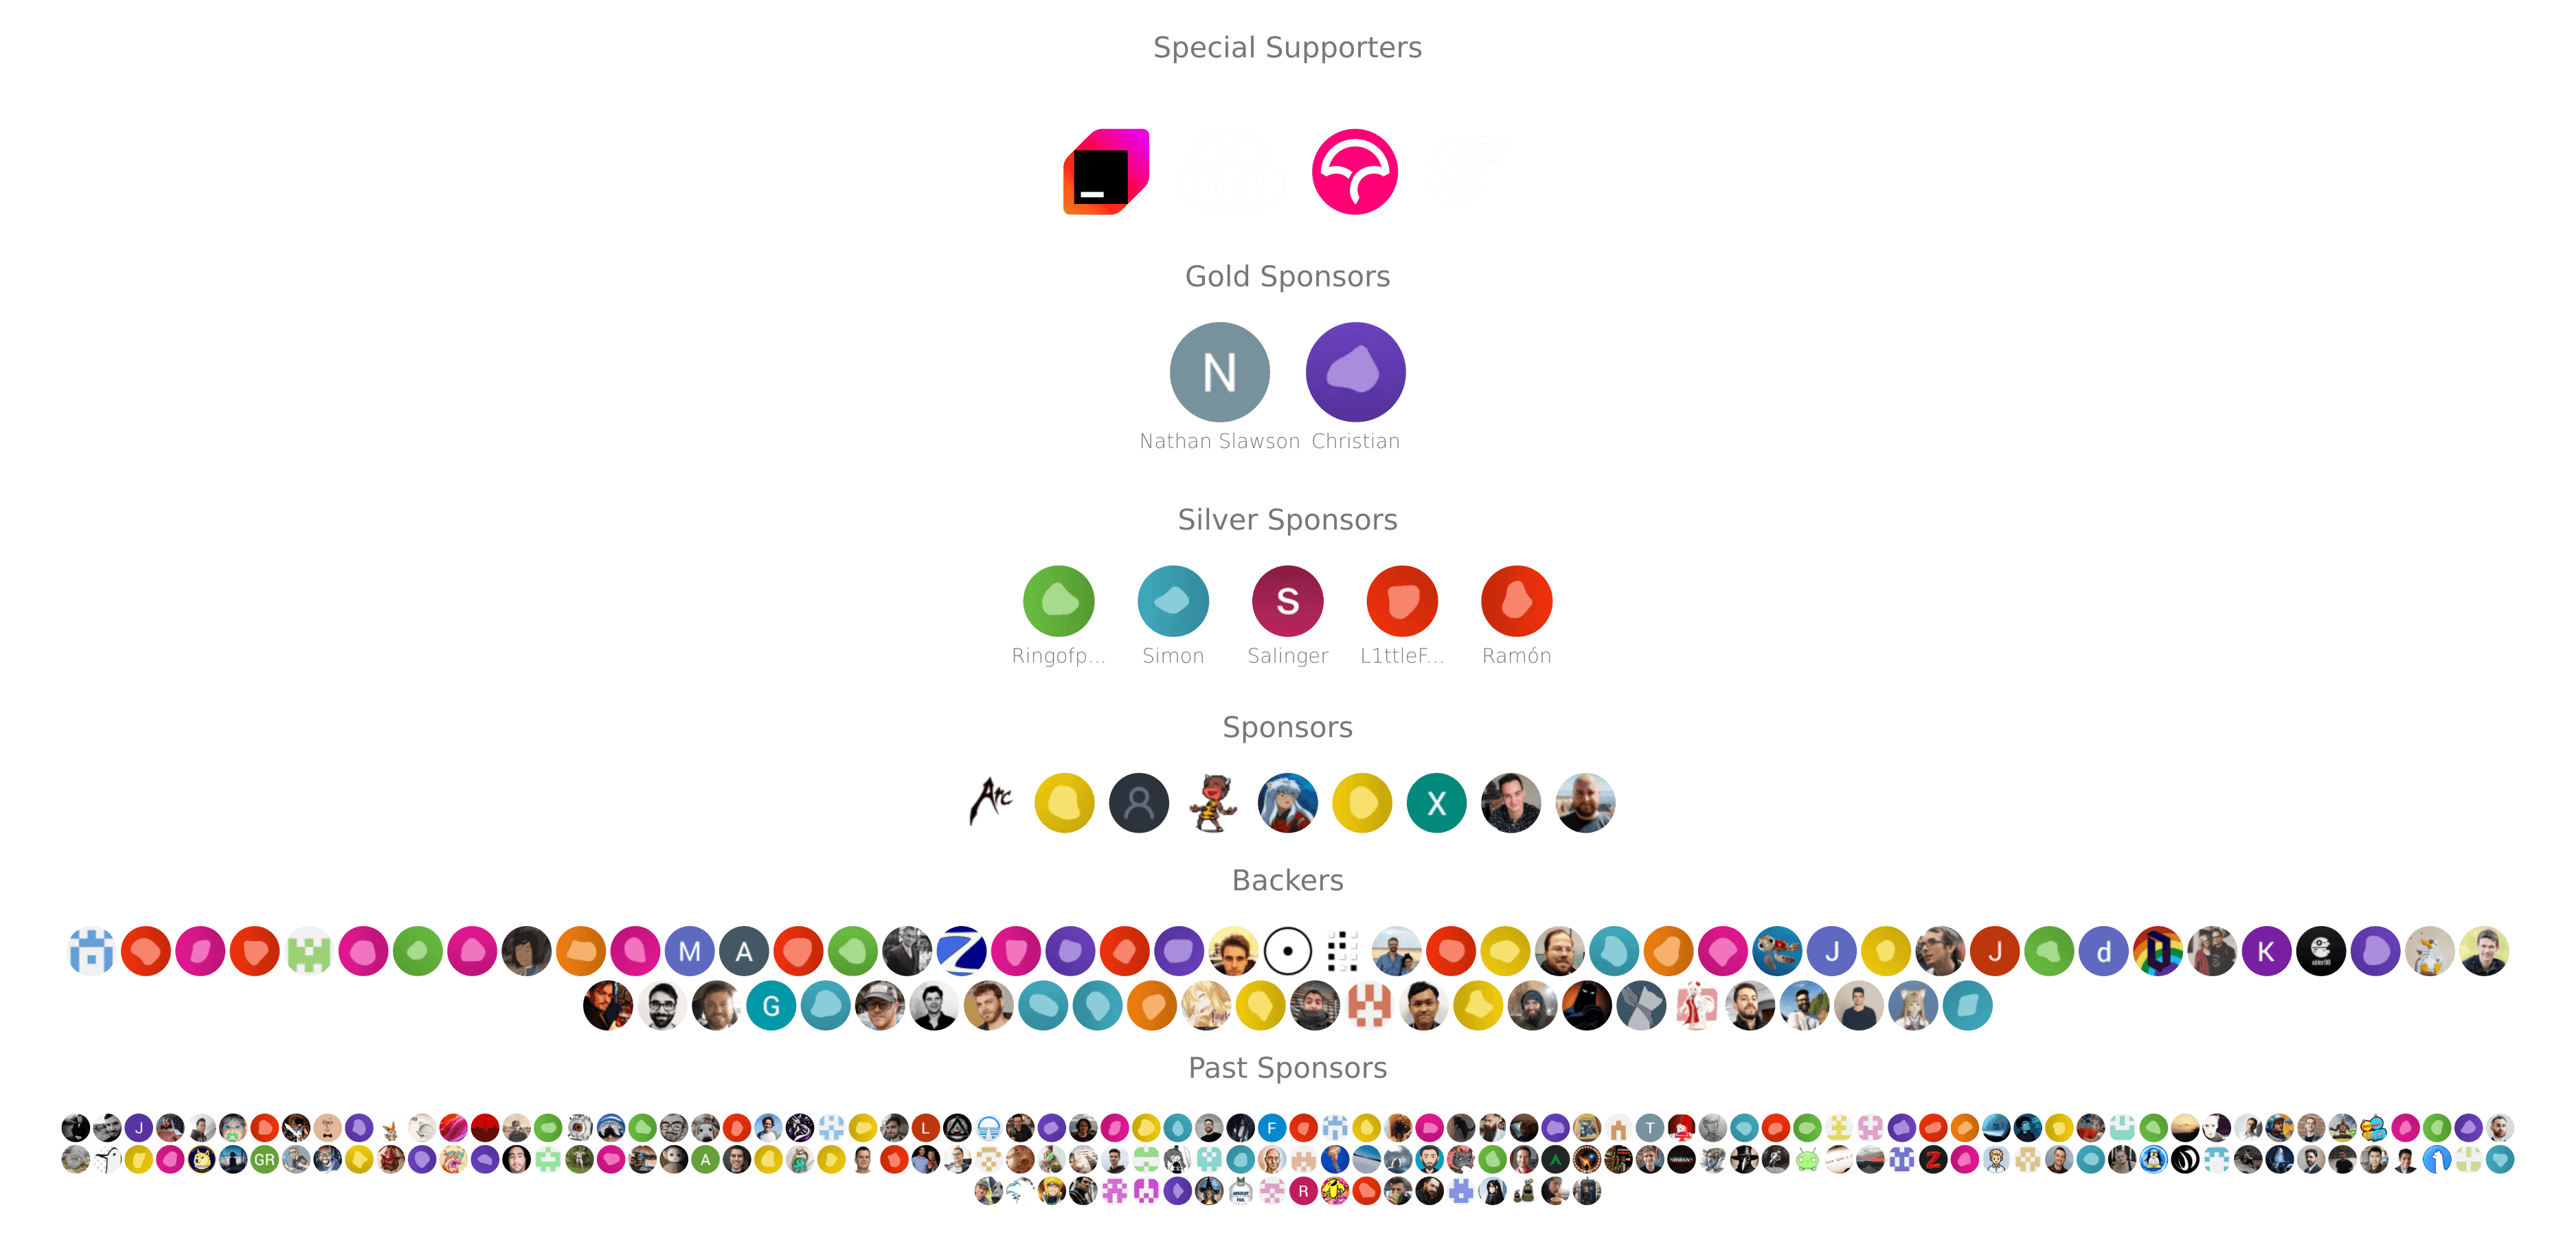 Special Supporters
Gold Sponsors
N
Nathan Slawson Christian
Silver Sponsors
S
Ringofp... Simon Salinger L1ttleF... Ramón
Sponsors
Arc X
Backers
M A J J d K
G
Past Sponsors
J L F T
GR A
R